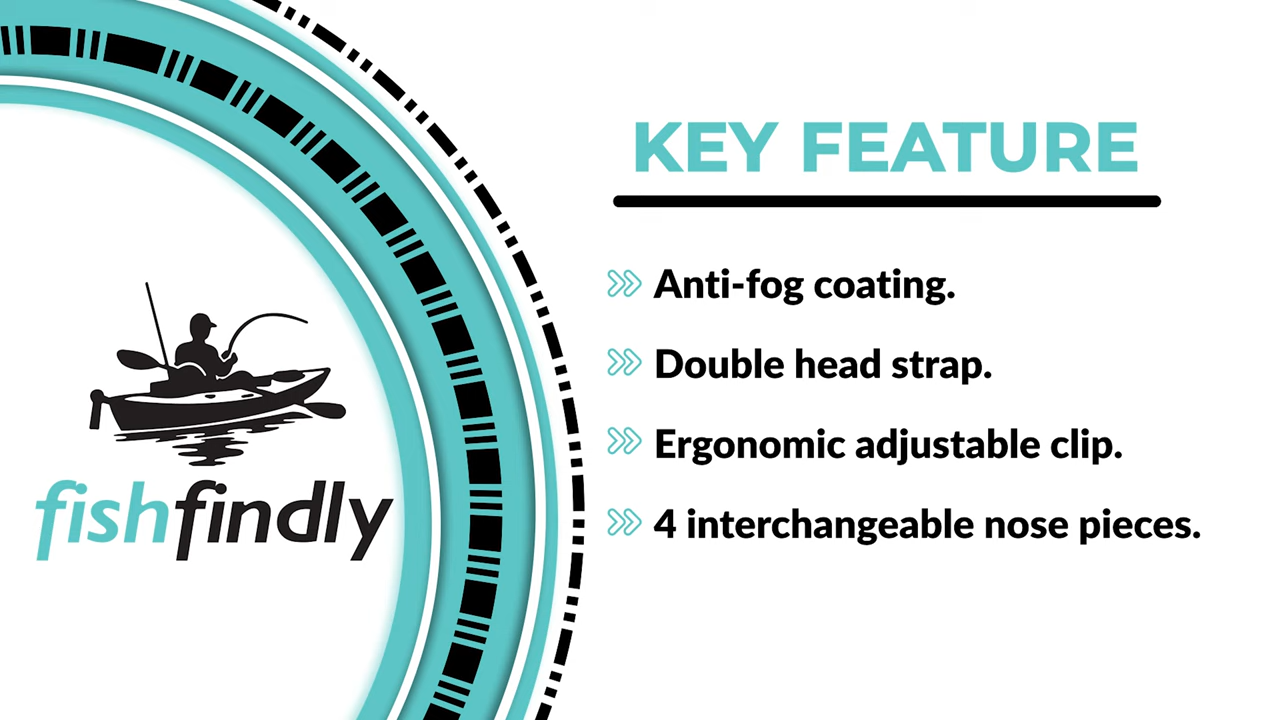 KEY FEATURE
Anti-fog coating.
Double head strap.
Ergonomic adjustable clip.
4 interchangeable nose pieces.
fishfindly